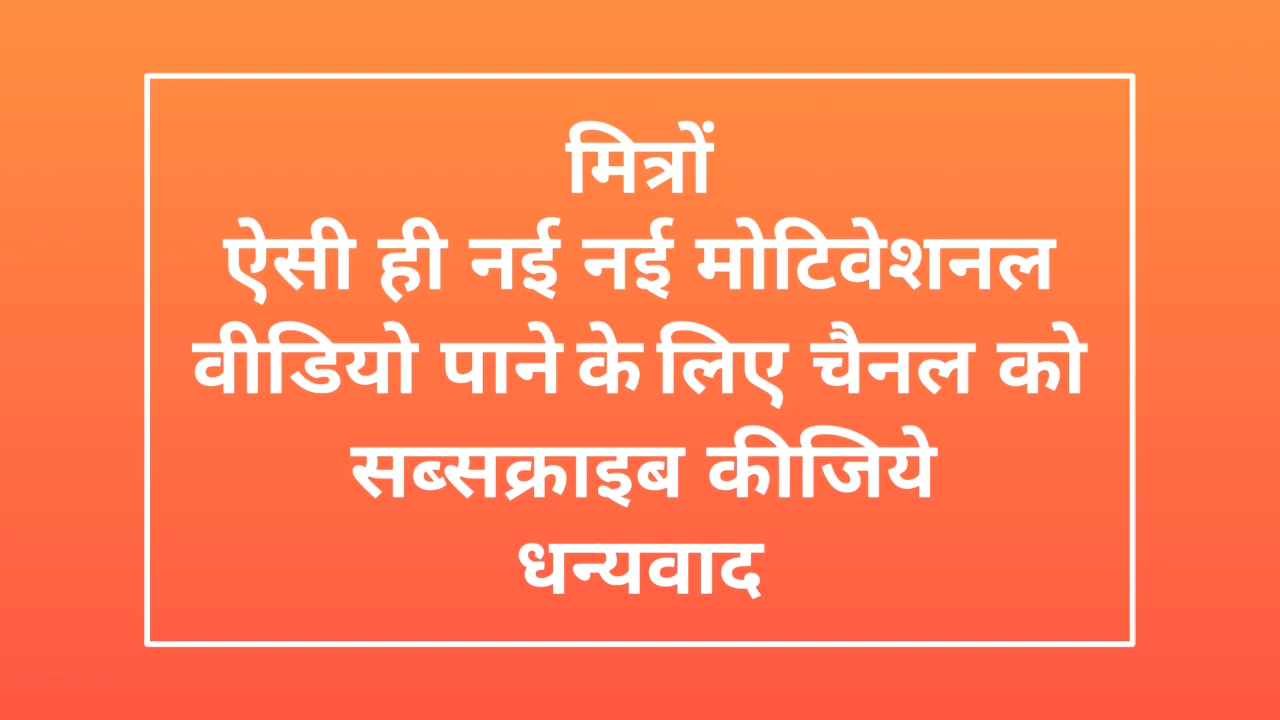 मित्रों
ऐसी ही नई नई मोटिवेशनल
वीडियो पाने के लिए चैनल को
सब्सक्राइब कीजिये
धन्यवाद